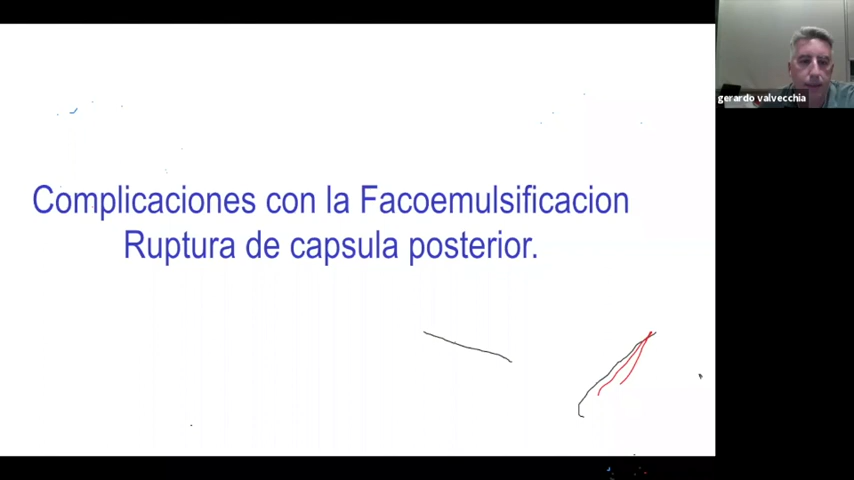 gerardo valvecchia
Complicaciones con la Facoemulsificacion
Ruptura de capsula posterior.